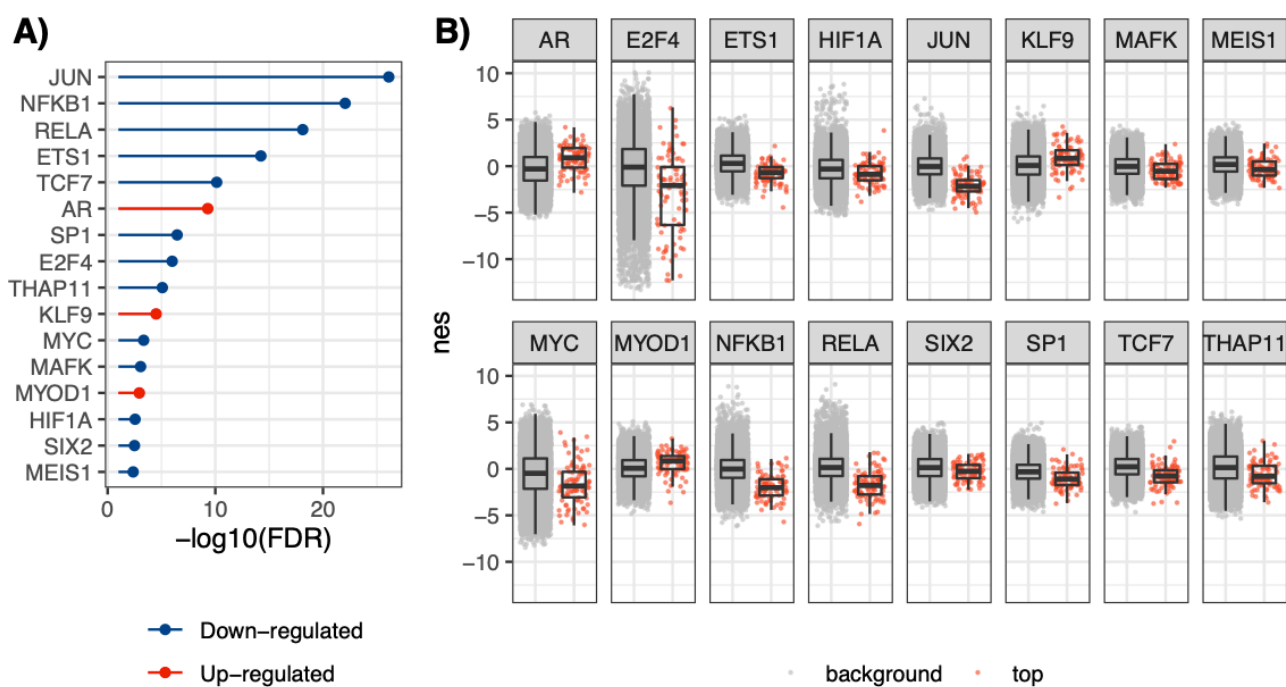 A)
JUN
NFKB1
RELA
ETS1
TCF7
AR
SP1
E2F4
THAP11
KLF9
MYC
MAFK
MYOD1
HIF1A
SIX2
MEIS1
0 10 20
−log10(FDR)
Down−regulated
Up−regulated
B)
AR E2F4 ETS1 HIF1A JUN KLF9 MAFK MEIS1
10
5
0
−5
−10
nes
MYC MYOD1 NFKB1 RELA SIX2 SP1 TCF7 THAP11
10
5
0
−5
−10
background top